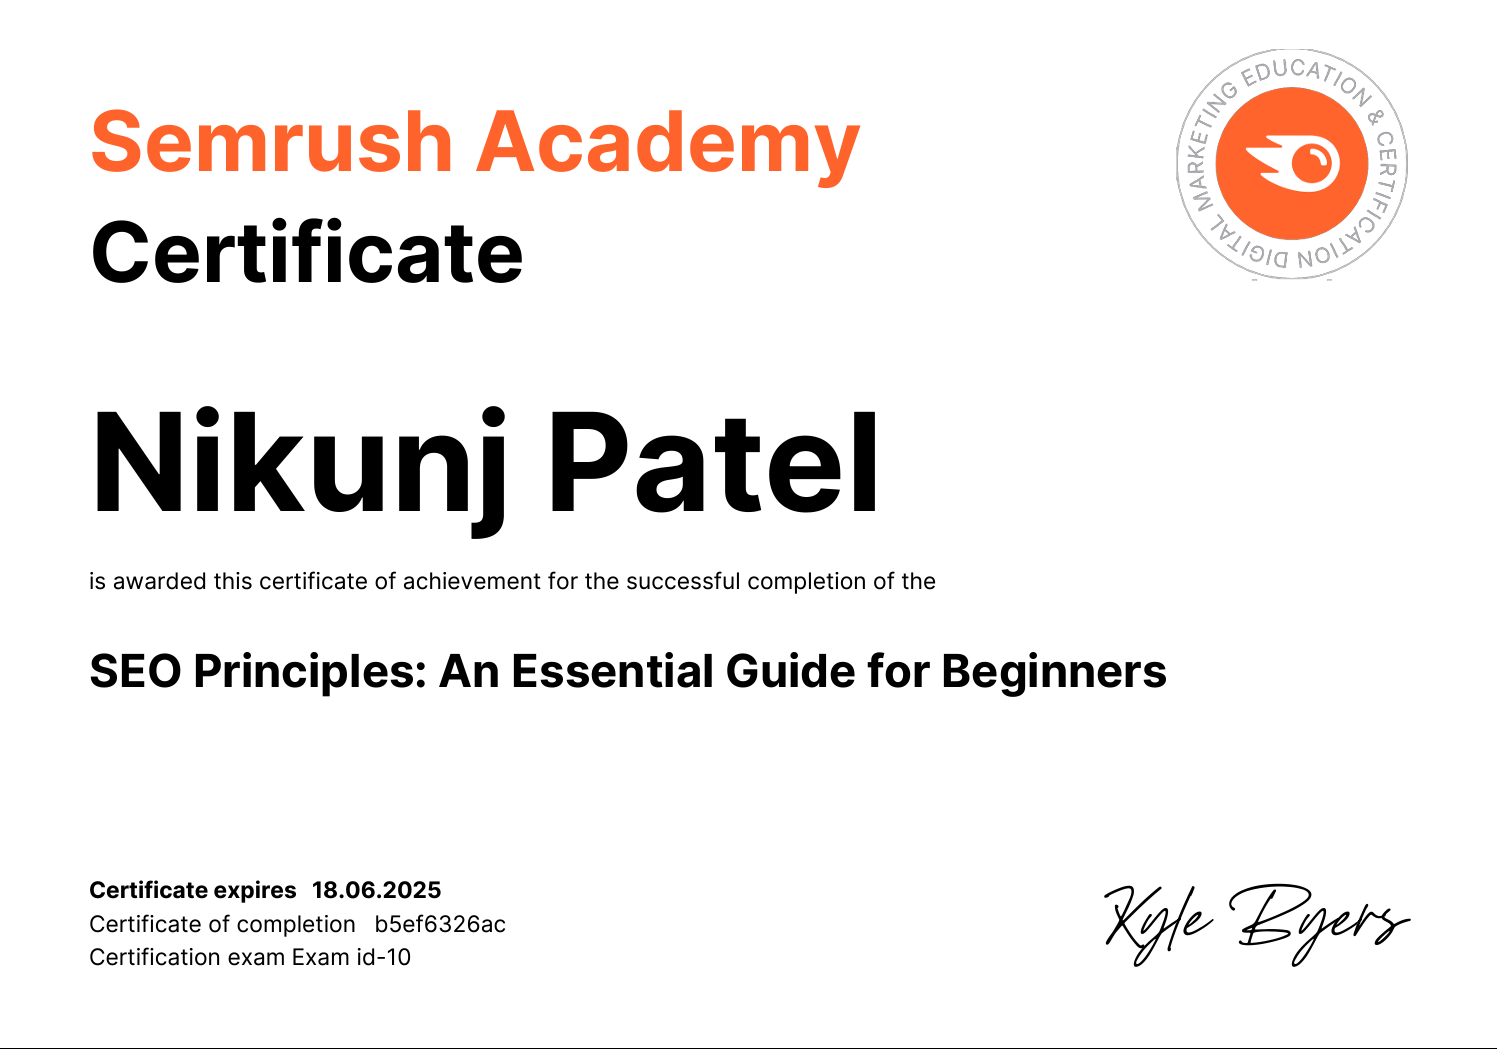 Semrush Academy
Certificate
DIGITAL MARKETING EDUCATION & CERTIFICATION
Nikunj Patel
is awarded this certificate of achievement for the successful completion of the
SEO Principles: An Essential Guide for Beginners
Certificate expires 18.06.2025
Certificate of completion b5ef6326ac
Certification exam Exam id-10
Kyle Byers